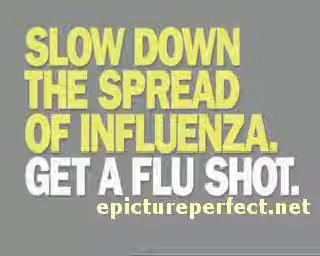 SLOW DOWN
THE SPREAD
OF INFLUENZA.
GET A FLU SHOT.
epictureperfect.net